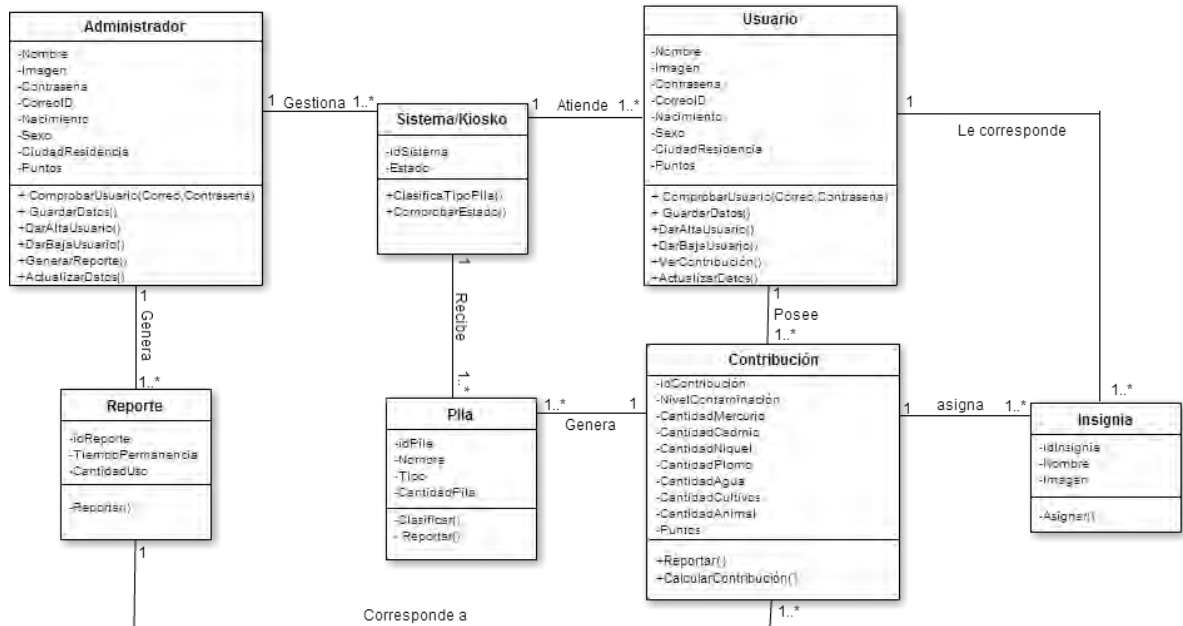 Administrador
-Nombre
-Imagen
-Contrasena
-CorreoID
-Nacimiento
-Sexo
-CiudadResidencia
-Puntos
+ ComprobarUsuario(Correo,Contrasena)
+ GuardarDatos()
+DarAltaUsuario()
+DarBajaUsuario()
+GenerarReporte()
+ActualizarDatos()
1 Gestiona 1..*
Sistema/Kiosko
-idSistema
-Estado
+ClasificaTipoPila()
+ComprobarEstado()
1 Atiende 1..*
Usuario
-Nombre
-Imagen
-Contrasena
-CorreoID
-Nacimiento
-Sexo
-CiudadResidencia
-Puntos
+ ComprobarUsuario(Correo,Contrasena)
+ GuardarDatos()
+DarAltaUsuario()
+DarBajaUsuario()
+VerContribución()
+ActualizarDatos()
1
Le corresponde
1..*
1
Genera
1..*
1
Recibe
1..*
1
Posee
1..*
Reporte
-idReporte
-TiempoPermanencia
-CantidadUso
-Reportar()
1
Pila
-idPila
-Nombre
-Tipo
-CantidadPila
-Clasificar()
- Reportar()
1..* 1
Genera
Contribución
-idContribución
-NivelContaminación
-CantidadMercurio
-CantidadCadmio
-CantidadNiquel
-CantidadPlomo
-CantidadAgua
-CantidadCultivos
-CantidadAnimal
-Puntos
+Reportar()
+CalcularContribución()
1 asigna 1..*
Insignia
-idInsignia
-Nombre
-Imagen
-Asignar()
Corresponde a
1..*